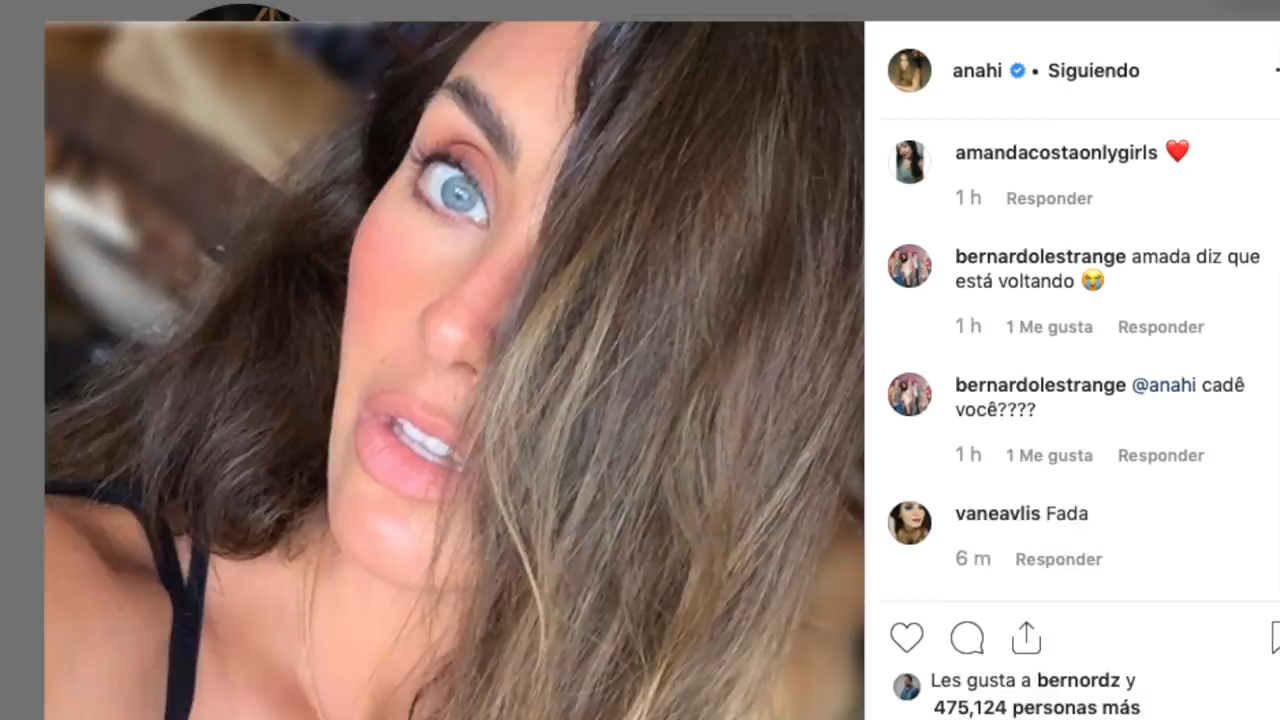 anahi • Siguiendo
amandacostaonlygirls ❤️
1 h Responder
bernardolestrange amada diz que
está voltando 😭
1 h 1 Me gusta Responder
bernardolestrange @anahi cadê
você????
1 h 1 Me gusta Responder
vaneavlis Fada
6 m Responder
Les gusta a bernordz y
475,124 personas más